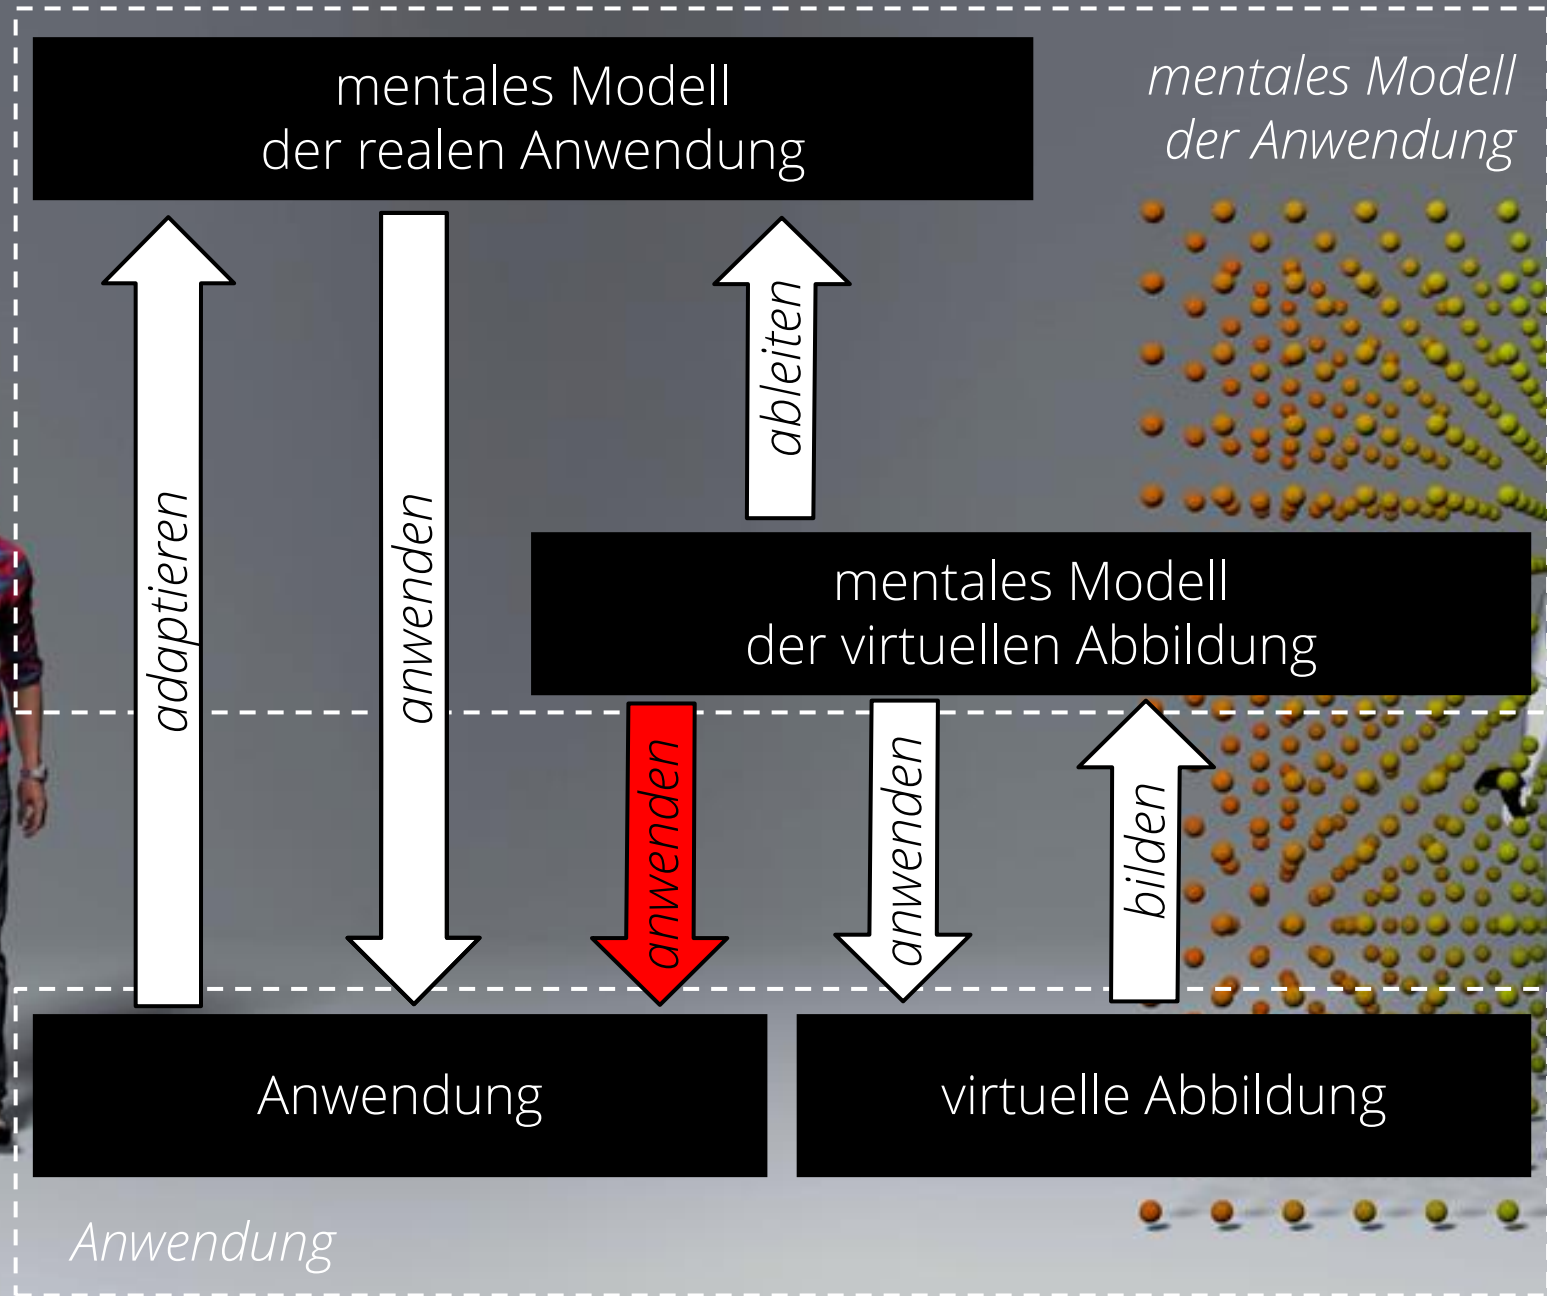 mentales Modell
der realen Anwendung
mentales Modell
der Anwendung
adaptieren
anwenden
ableiten
mentales Modell
der virtuellen Abbildung
anwenden
anwenden
bilden
Anwendung
virtuelle Abbildung
Anwendung